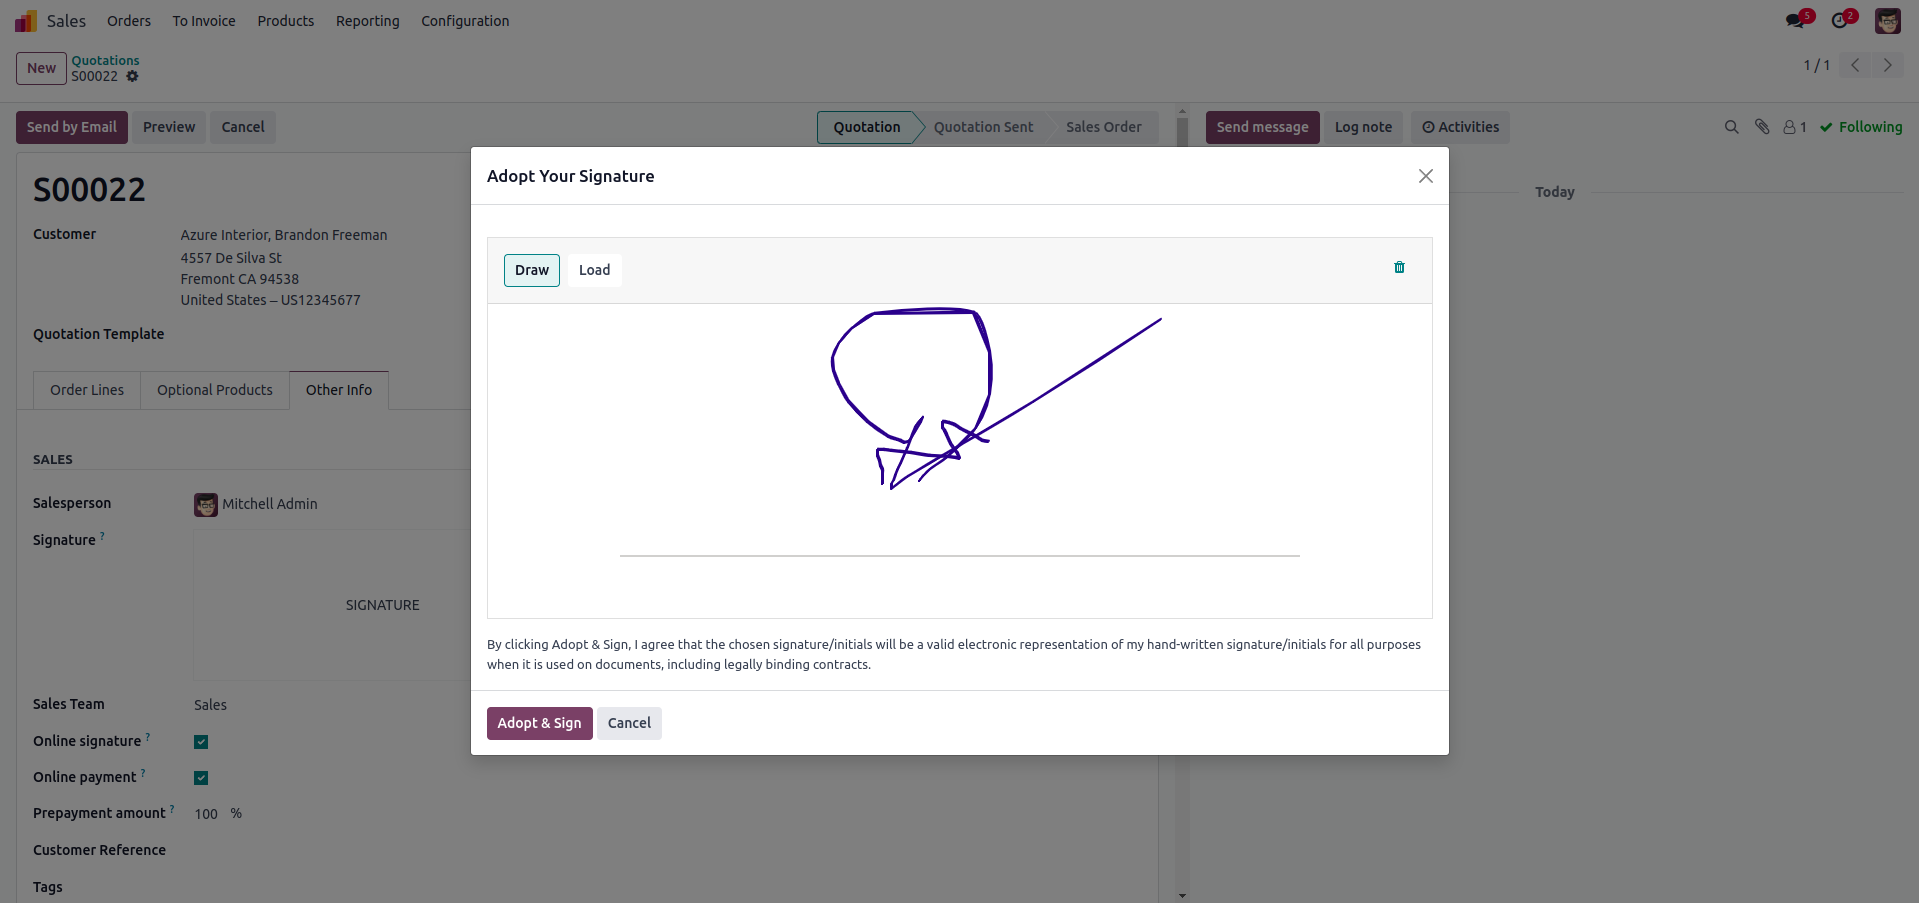 Sales Orders To Invoice Products Reporting Configuration 5 2
New Quotations
S00022
1 / 1
Send by Email Preview Cancel Quotation Quotation Sent Sales Order Send message Log note Activities 1 Following
Adopt Your Signature
Today
S00022
Customer Azure Interior, Brandon Freeman
4557 De Silva St
Fremont CA 94538
United States – US12345677
Quotation Template
Draw Load
Order Lines Optional Products Other Info
SALES
Salesperson Mitchell Admin
Signature ?
SIGNATURE
By clicking Adopt & Sign, I agree that the chosen signature/initials will be a valid electronic representation of my hand-written signature/initials for all purposes
when it is used on documents, including legally binding contracts.
Sales Team Sales
Adopt & Sign Cancel
Online signature ?
Online payment ?
Prepayment amount ? 100 %
Customer Reference
Tags